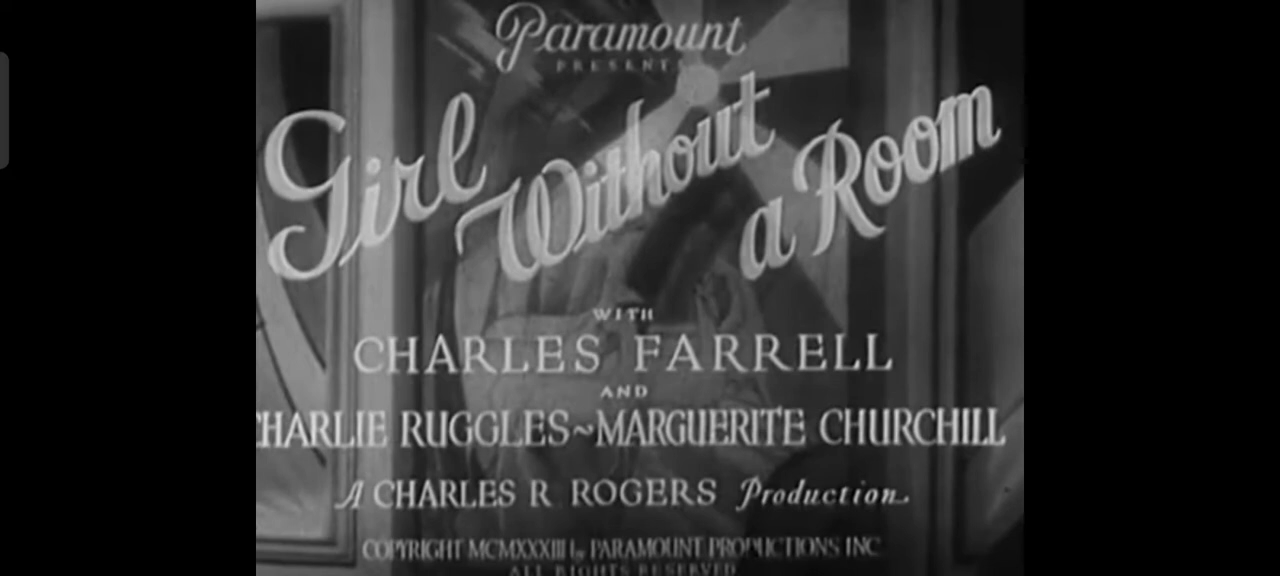 Paramount
PRESENTS
Girl Without a Room
WITH
CHARLES FARRELL
AND
CHARLIE RUGGLES~MARGUERITE CHURCHILL
A CHARLES R ROGERS Production
COPYRIGHT MCMXXXIII by PARAMOUNT PRODUCTIONS INC
ALL RIGHTS RESERVED